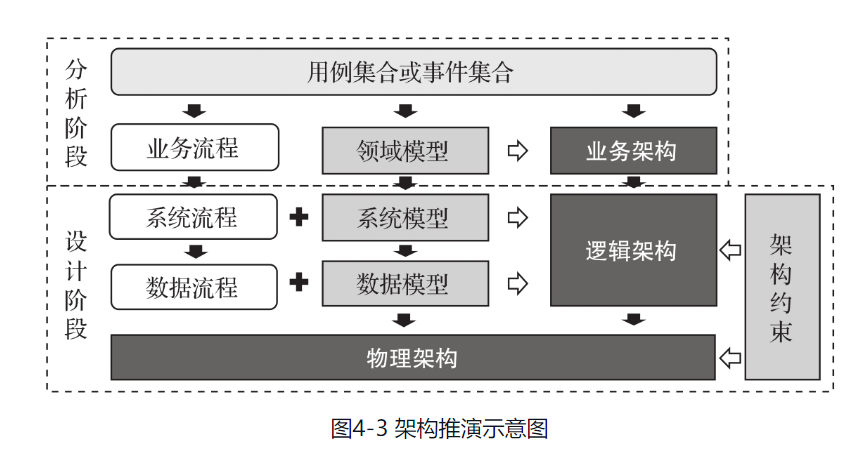 分析阶段
用例集合或事件集合
业务流程
领域模型
业务架构
设计阶段
系统流程
系统模型
逻辑架构
架构约束
数据流程
数据模型
物理架构
图4-3 架构推演示意图